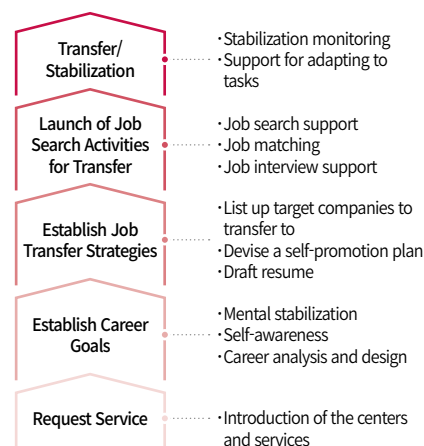 Transfer/
Stabilization
·Stabilization monitoring
·Support for adapting to
tasks
Launch of Job
Search Activities
for Transfer
·Job search support
·Job matching
·Job interview support
Establish Job
Transfer Strategies
·List up target companies to
transfer to
·Devise a self-promotion plan
·Draft resume
Establish Career
Goals
·Mental stabilization
·Self-awareness
·Career analysis and design
Request Service
·Introduction of the centers
and services